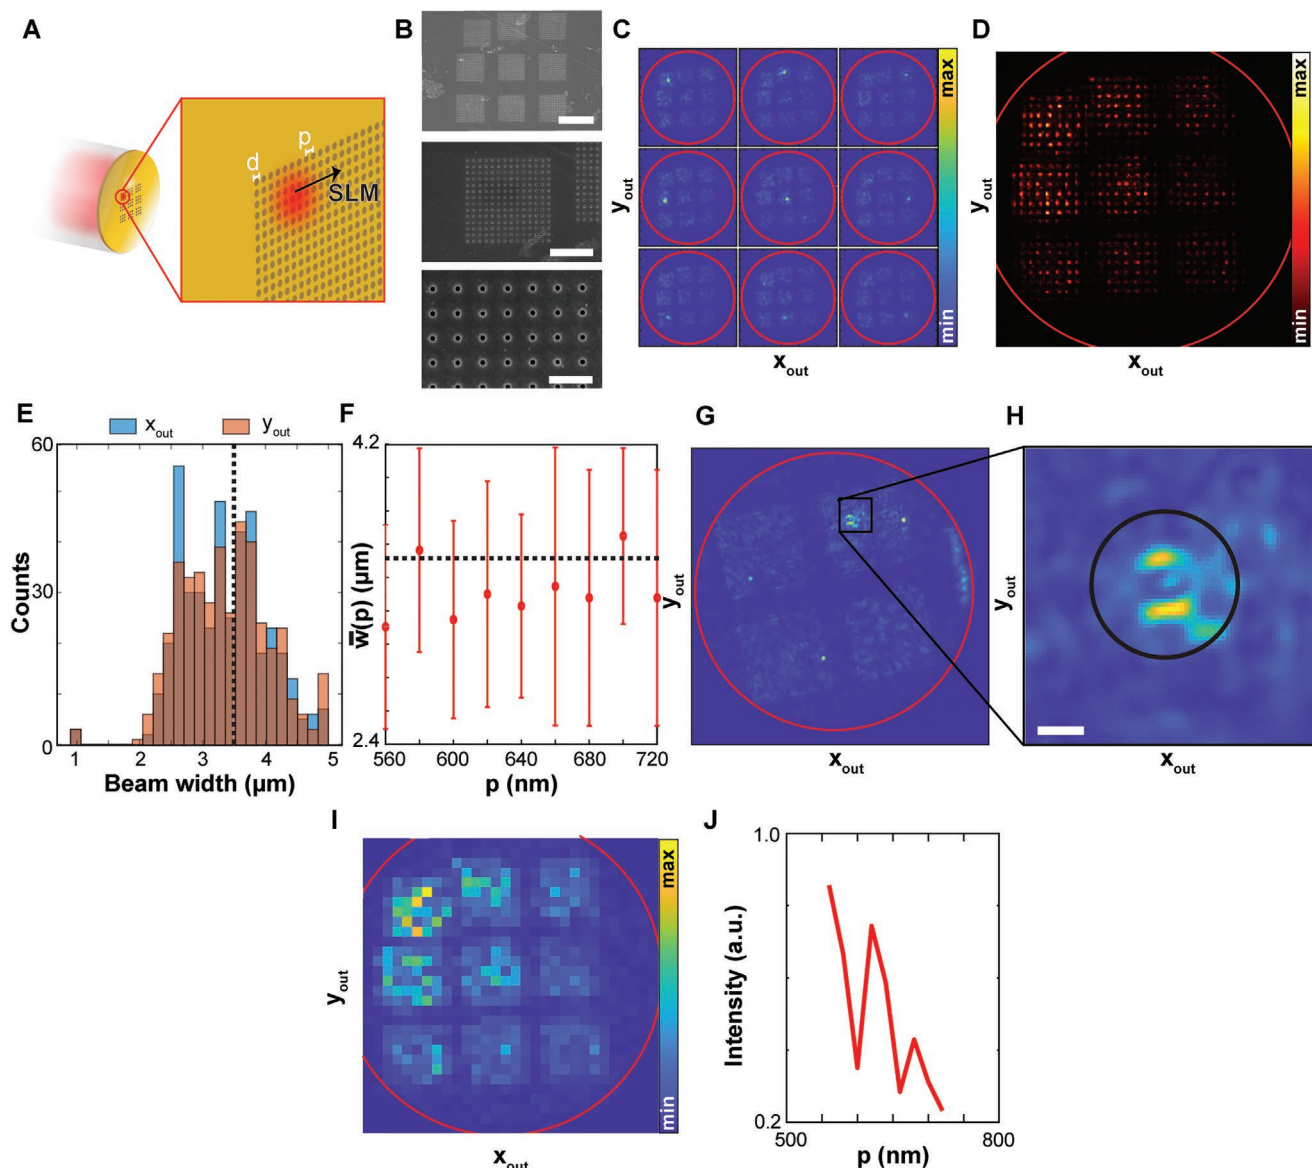 A
d
p
SLM
B
C
y_out
x_out
max
min
D
y_out
x_out
max
min
E
x_out
y_out
60
30
0
Counts
1
2
3
4
5
Beam width (μm)
F
4.2
2.4
w̅(p) (μm)
560
600
640
680
720
p (nm)
G
y_out
x_out
H
y_out
x_out
I
y_out
x_out
max
min
J
1.0
0.2
Intensity (a.u.)
500
800
p (nm)